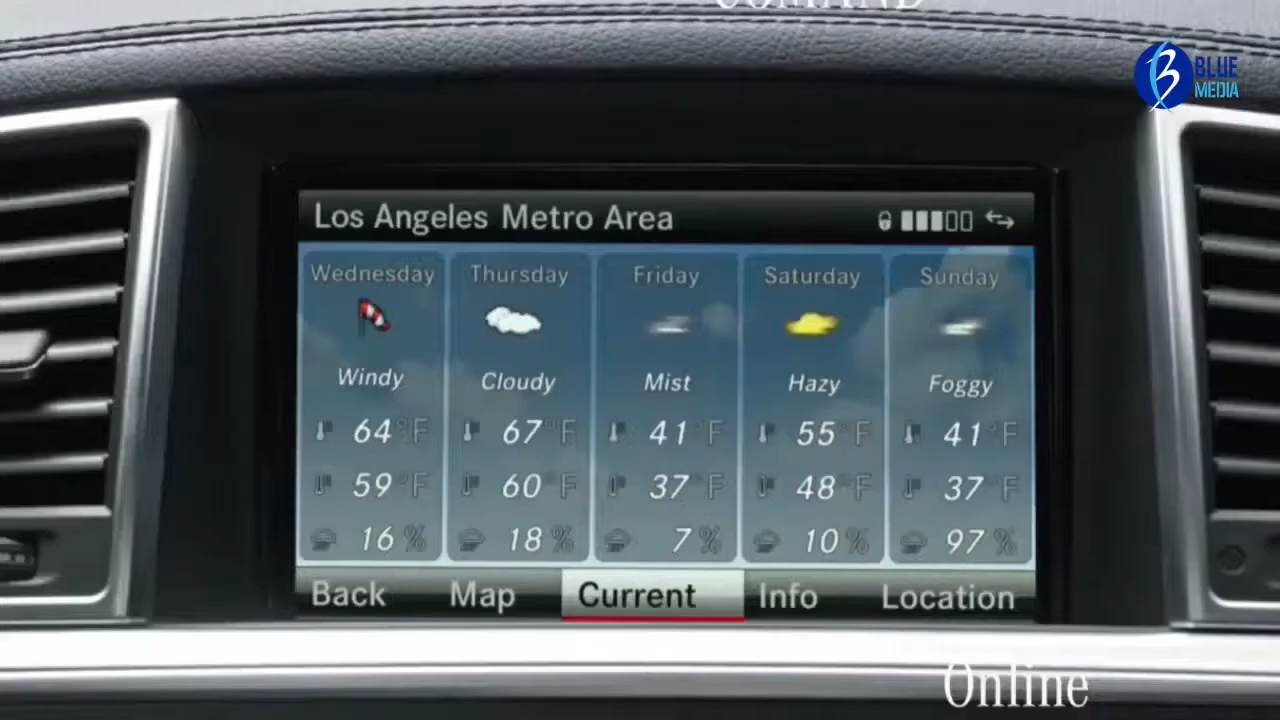 COMAND
BLUE
MEDIA
Los Angeles Metro Area
Wednesday Thursday Friday Saturday Sunday
Windy Cloudy Mist Hazy Foggy
64 °F 67 °F 41 °F 55 °F 41 °F
59 °F 60 °F 37 °F 48 °F 37 °F
16 % 18 % 7 % 10 % 97 %
Back Map Current Info Location
Online